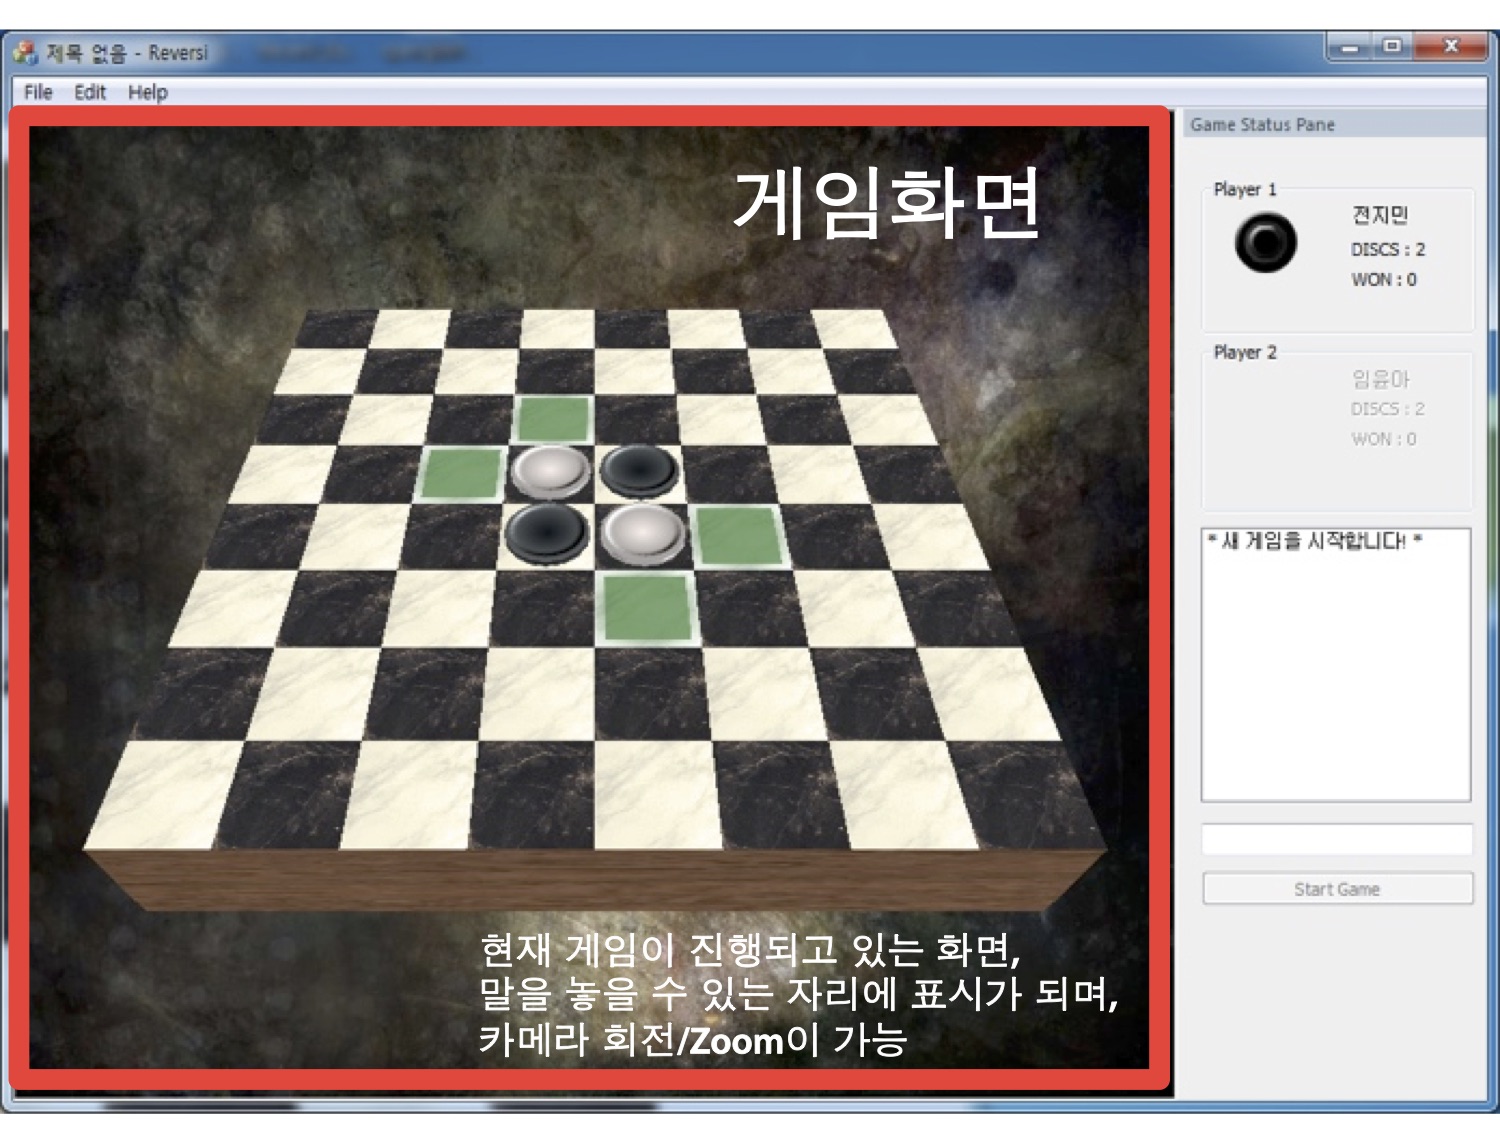 제목 없음 - Reversi
File Edit Help
게임화면
현재 게임이 진행되고 있는 화면,
말을 놓을 수 있는 자리에 표시가 되며,
카메라 회전/Zoom이 가능
Game Status Pane
Player 1
전지민
DISCS : 2
WON : 0
Player 2
임윤아
DISCS : 2
WON : 0
* 새 게임을 시작합니다! *
Start Game